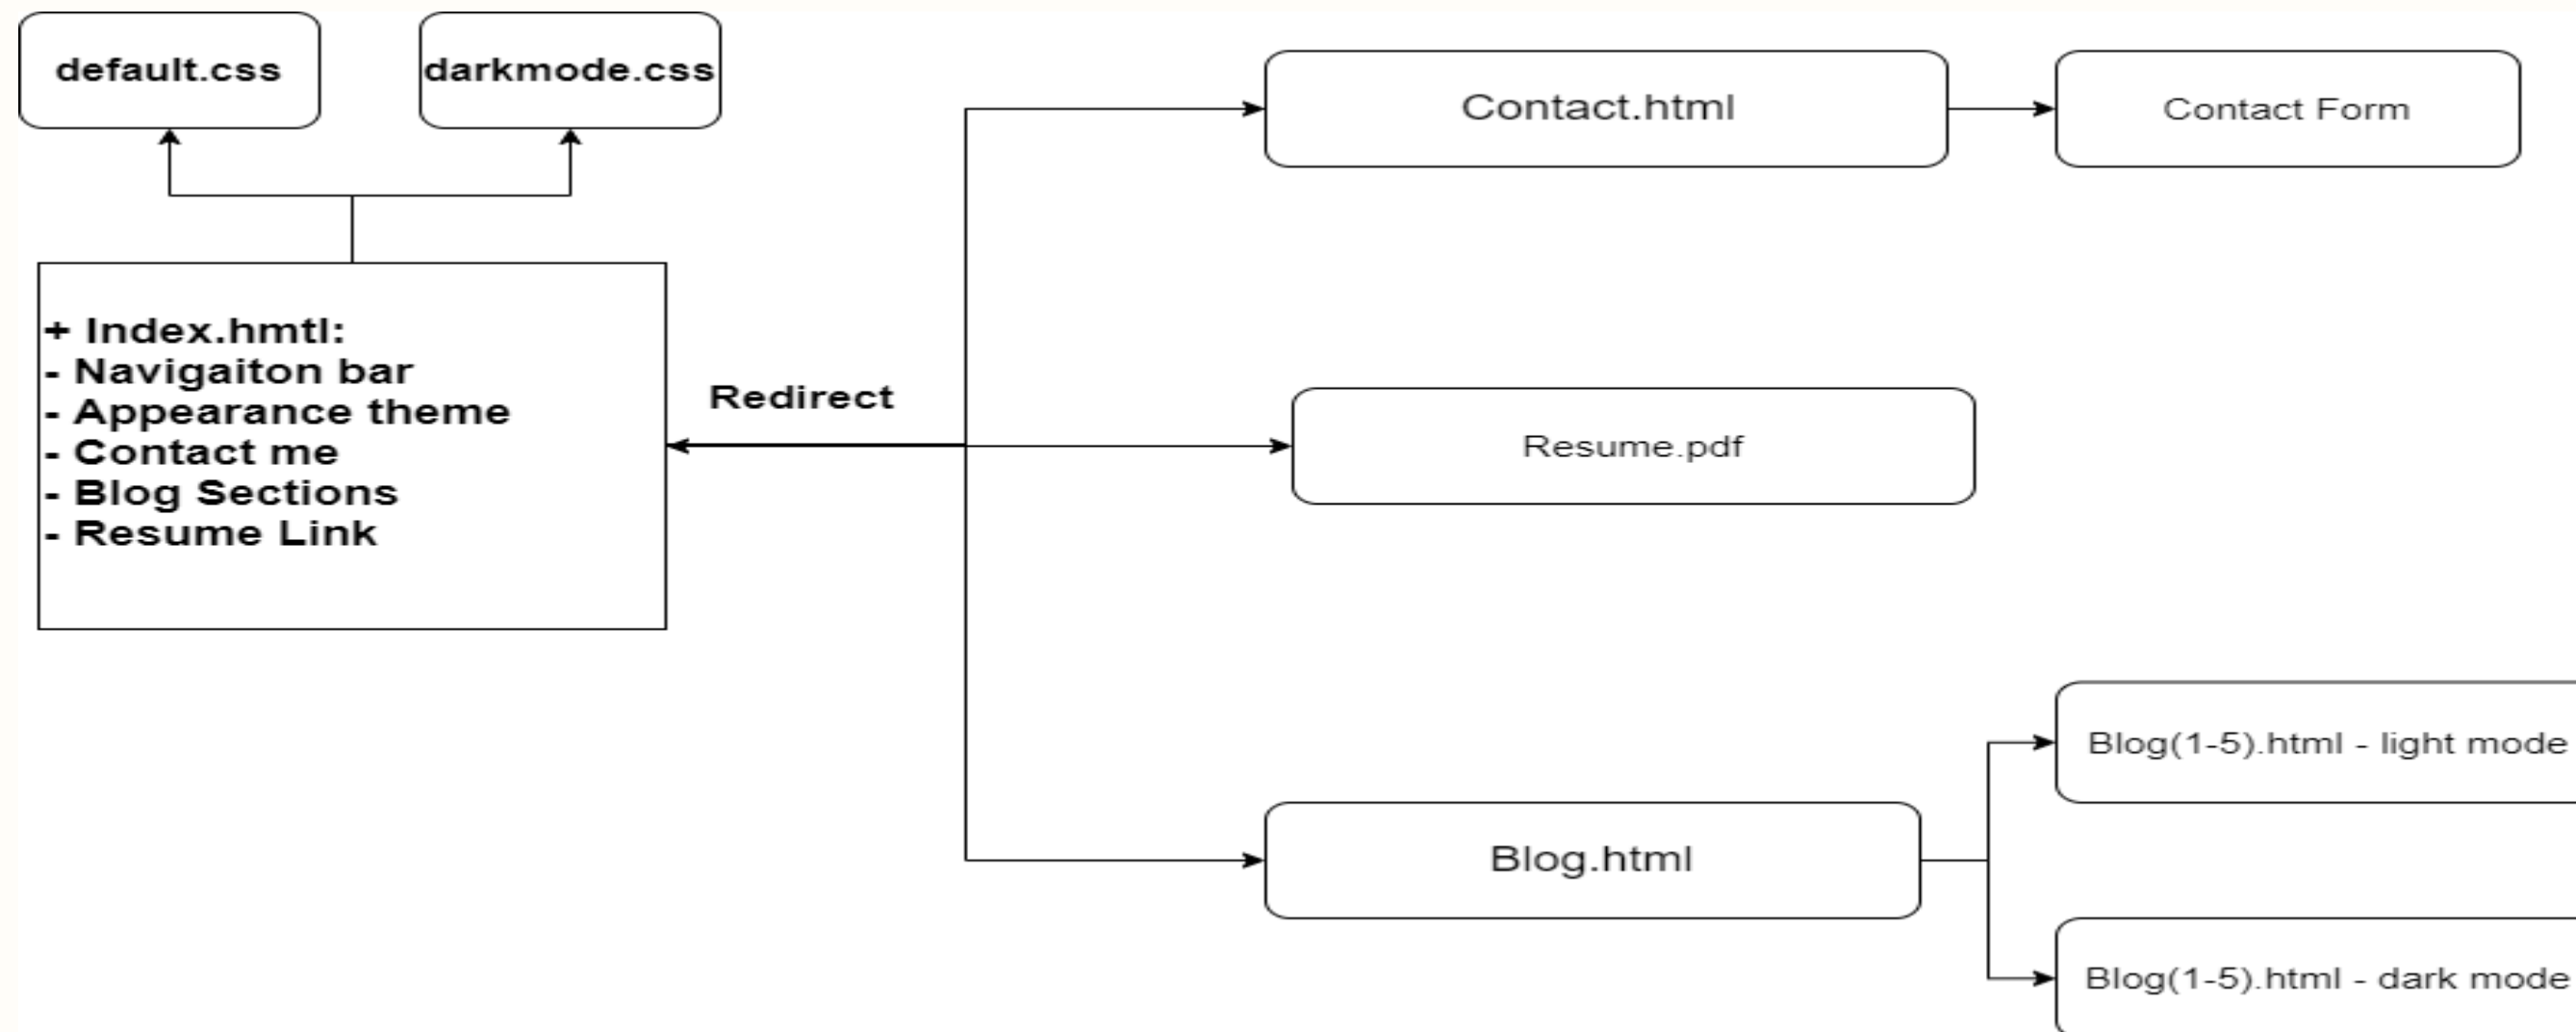 default.css
darkmode.css
Contact.html
Contact Form
+ Index.hmtl:
- Navigaiton bar
- Appearance theme
- Contact me
- Blog Sections
- Resume Link
Redirect
Resume.pdf
Blog(1-5).html - light mode
Blog.html
Blog(1-5).html - dark mode